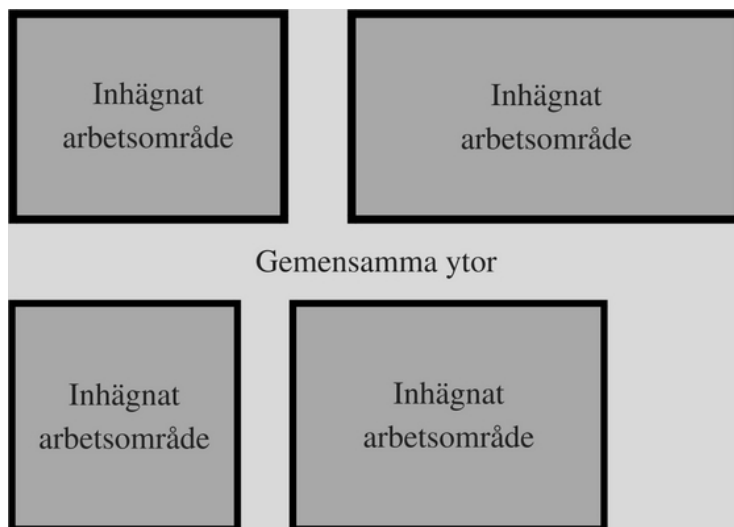 Inhägnat
arbetsområde
Inhägnat
arbetsområde
Gemensamma ytor
Inhägnat
arbetsområde
Inhägnat
arbetsområde